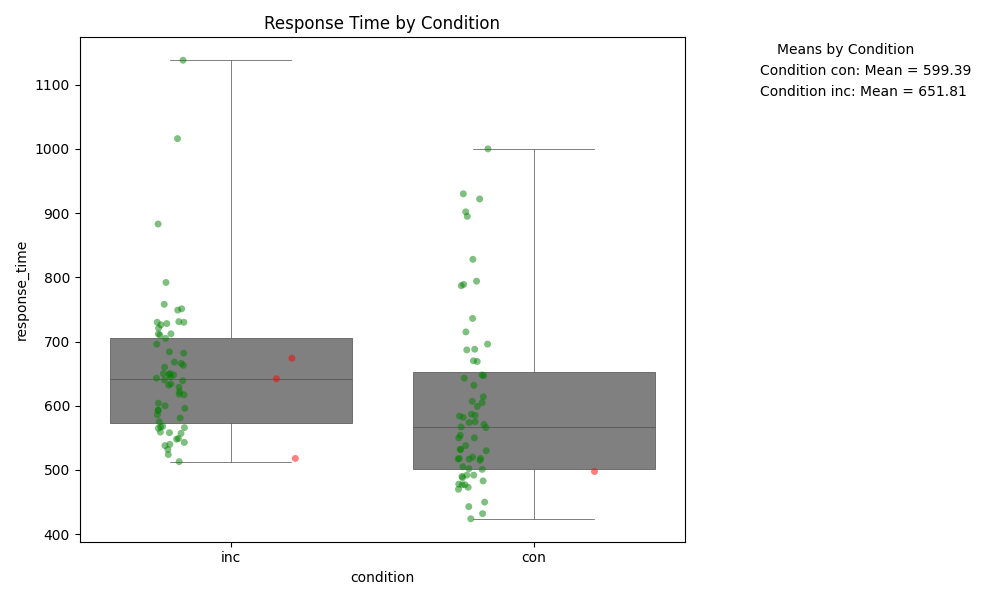 Response Time by Condition
Means by Condition
Condition con: Mean = 599.39
Condition inc: Mean = 651.81
response_time
1100
1000
900
800
700
600
500
400
inc
con
condition